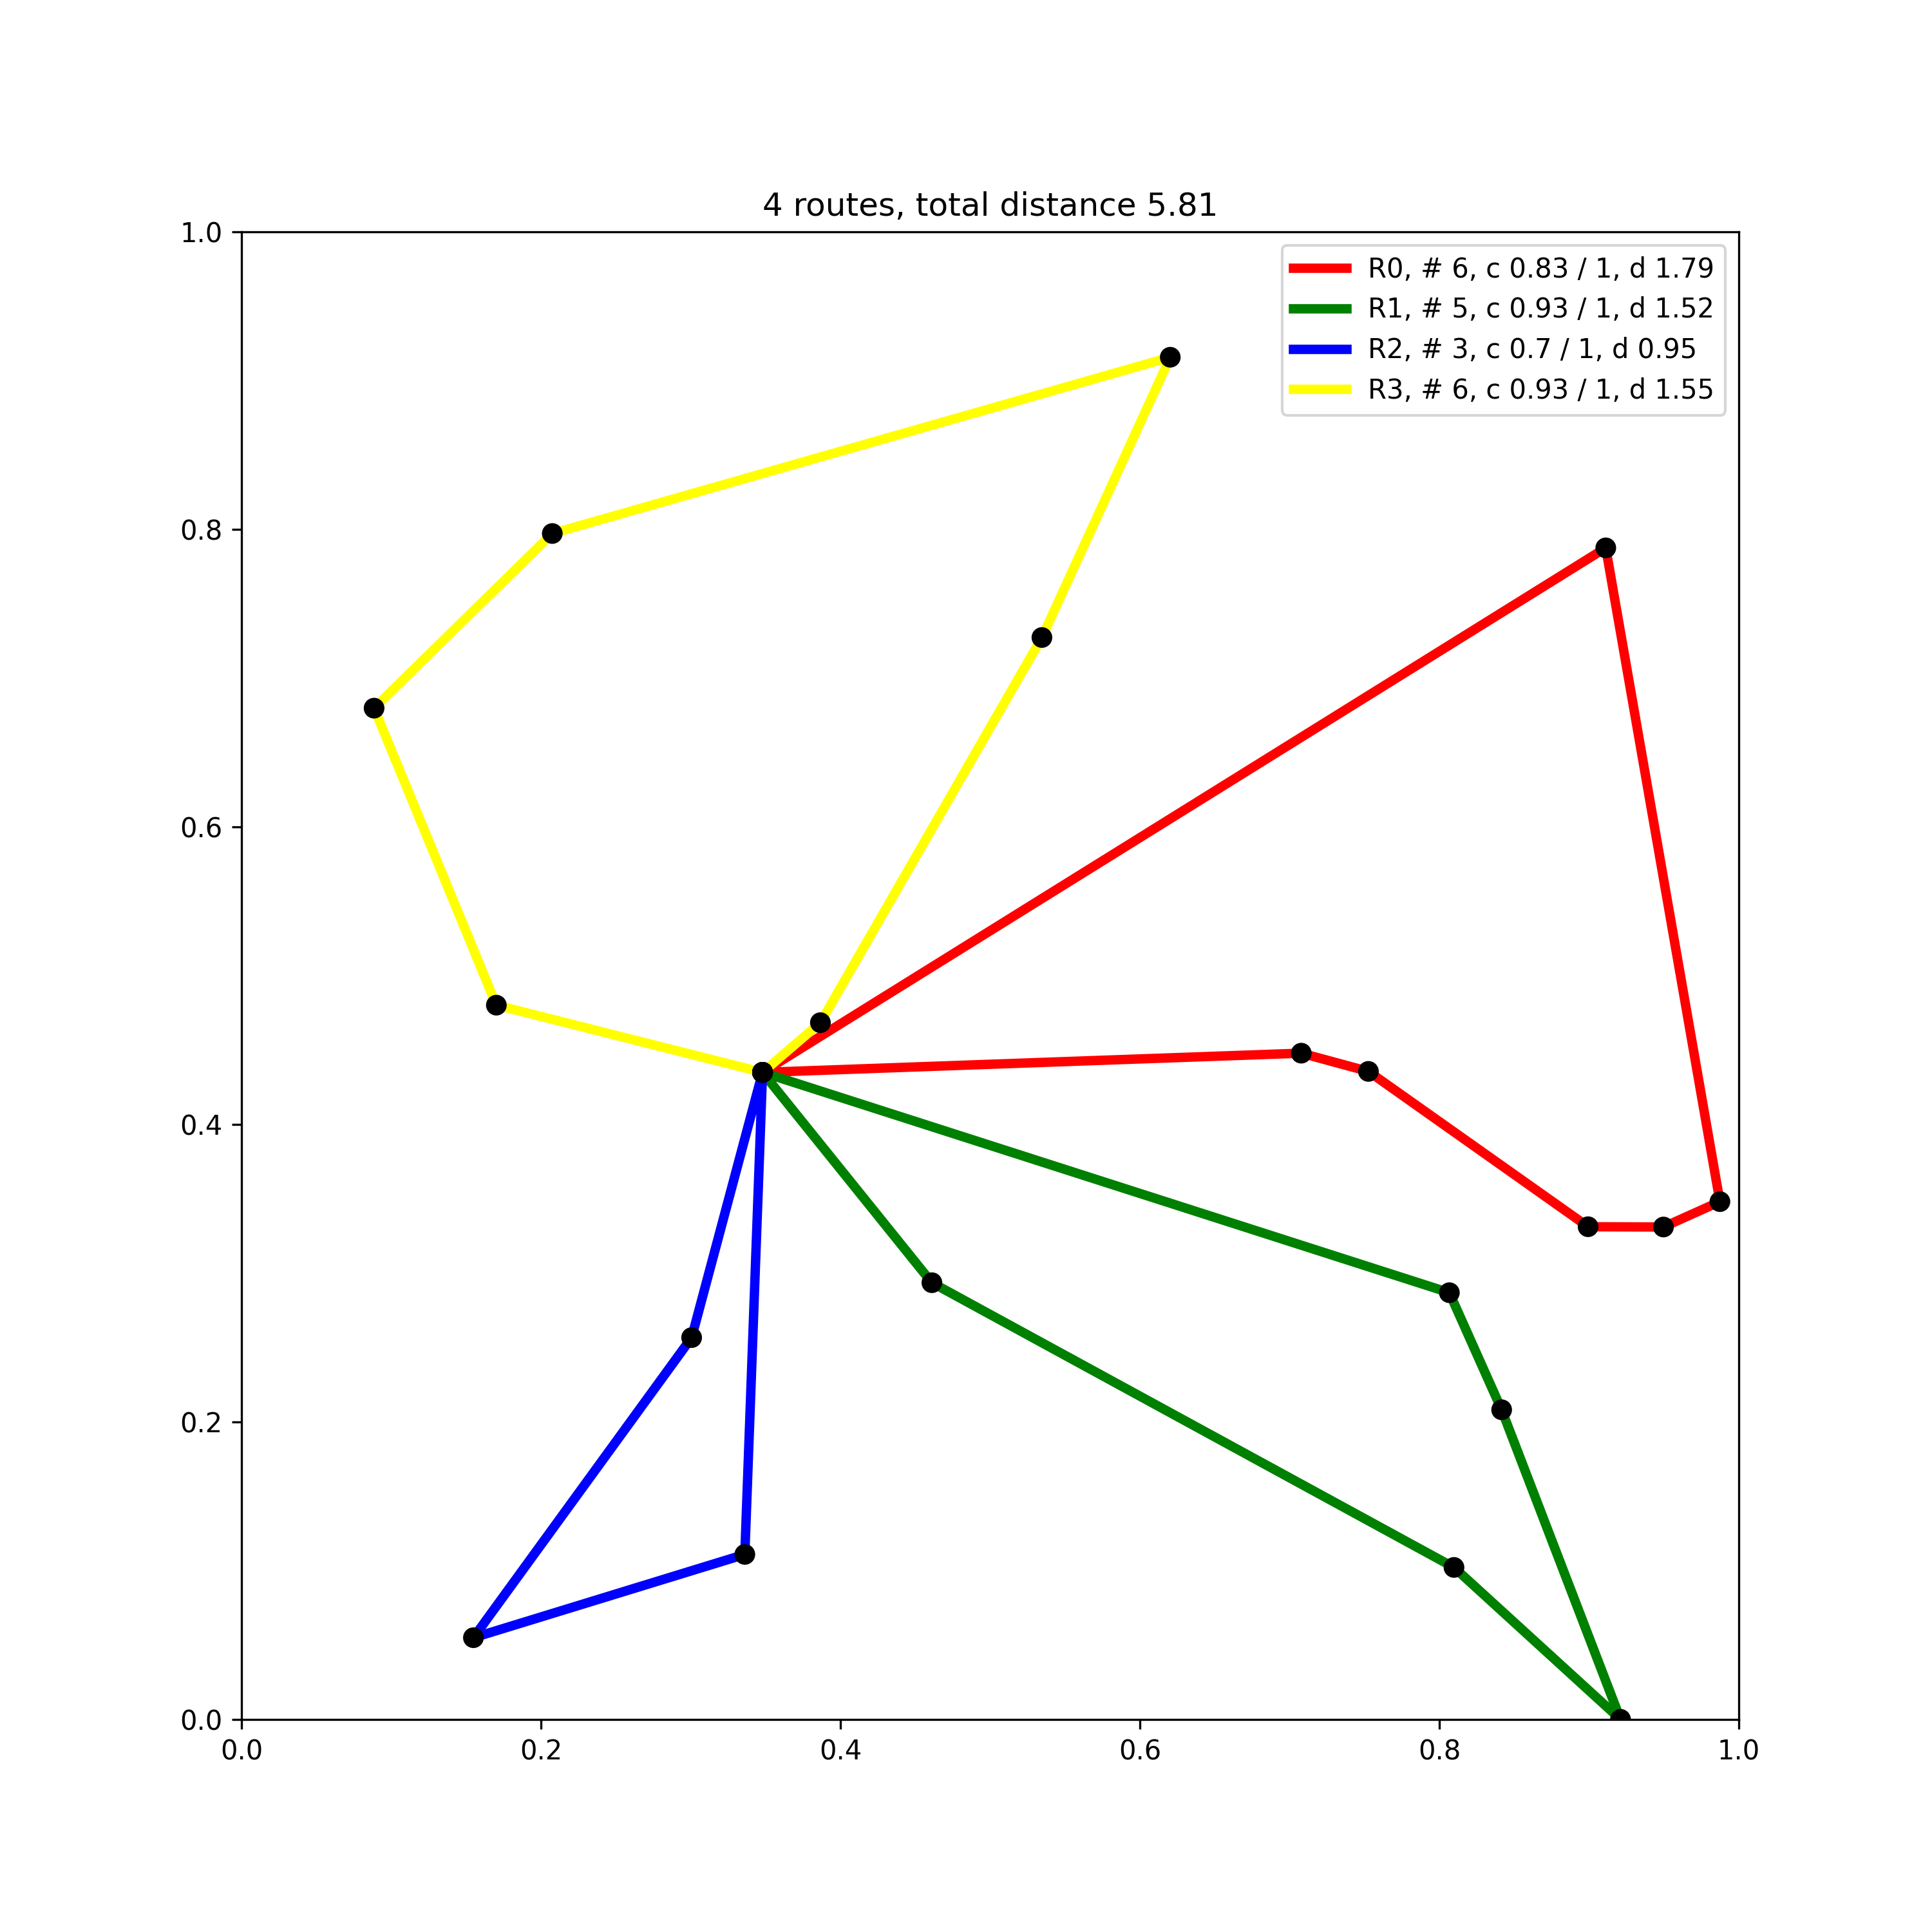 4 routes, total distance 5.81
1.0
0.8
0.6
0.4
0.2
0.0
0.0 0.2 0.4 0.6 0.8 1.0
R0, # 6, c 0.83 / 1, d 1.79
R1, # 5, c 0.93 / 1, d 1.52
R2, # 3, c 0.7 / 1, d 0.95
R3, # 6, c 0.93 / 1, d 1.55